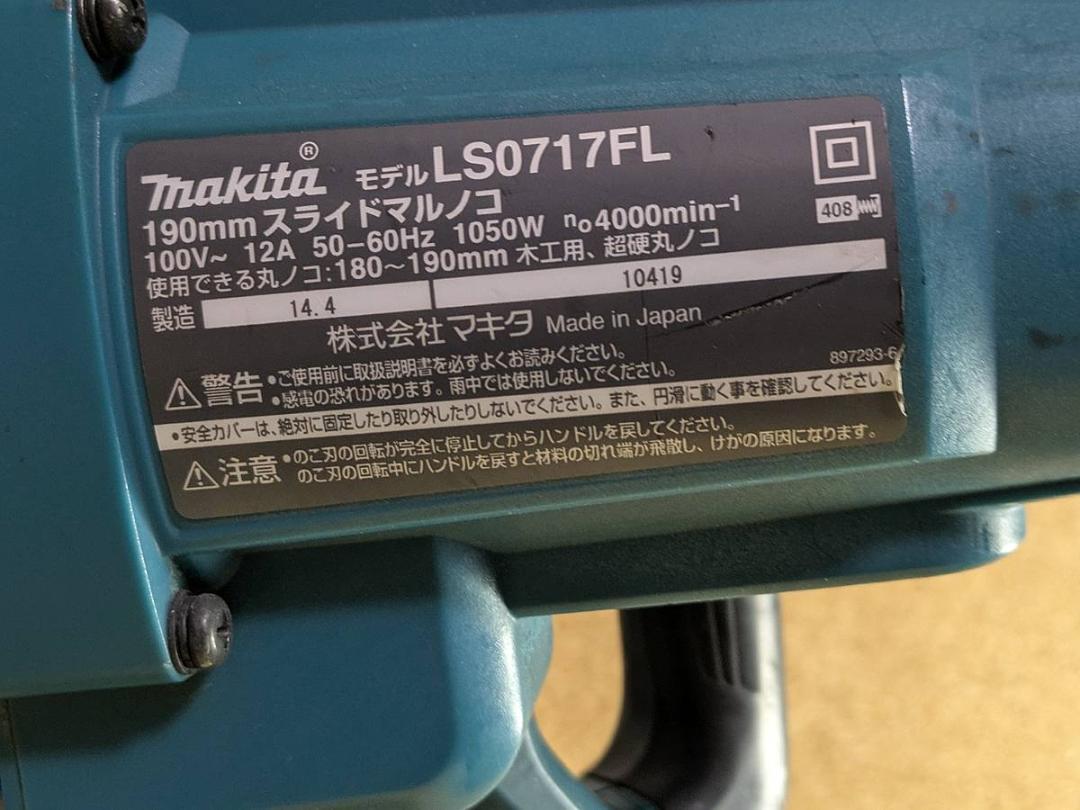 makita® モデル LS0717FL
190mm スライドマルノコ
100V~ 12A 50-60Hz 1050W no4000min-1
408
使用できる丸ノコ:180～190mm 木工用、超硬丸ノコ
製造 14.4 10419
株式会社 マキタ Made in Japan
897293-6
警告 •ご使用前に取扱説明書を必ずよくお読みください。
•感電の恐れがあります。雨中では使用しないでください。
•安全カバーは、絶対に固定したり取り外したりしないでください。また、円滑に動く事を確認してください。
注意 •のこ刃の回転が完全に停止してからハンドルを戻してください。
のこ刃の回転中にハンドルを戻すと材料の切れ端が飛散し、けがの原因になります。